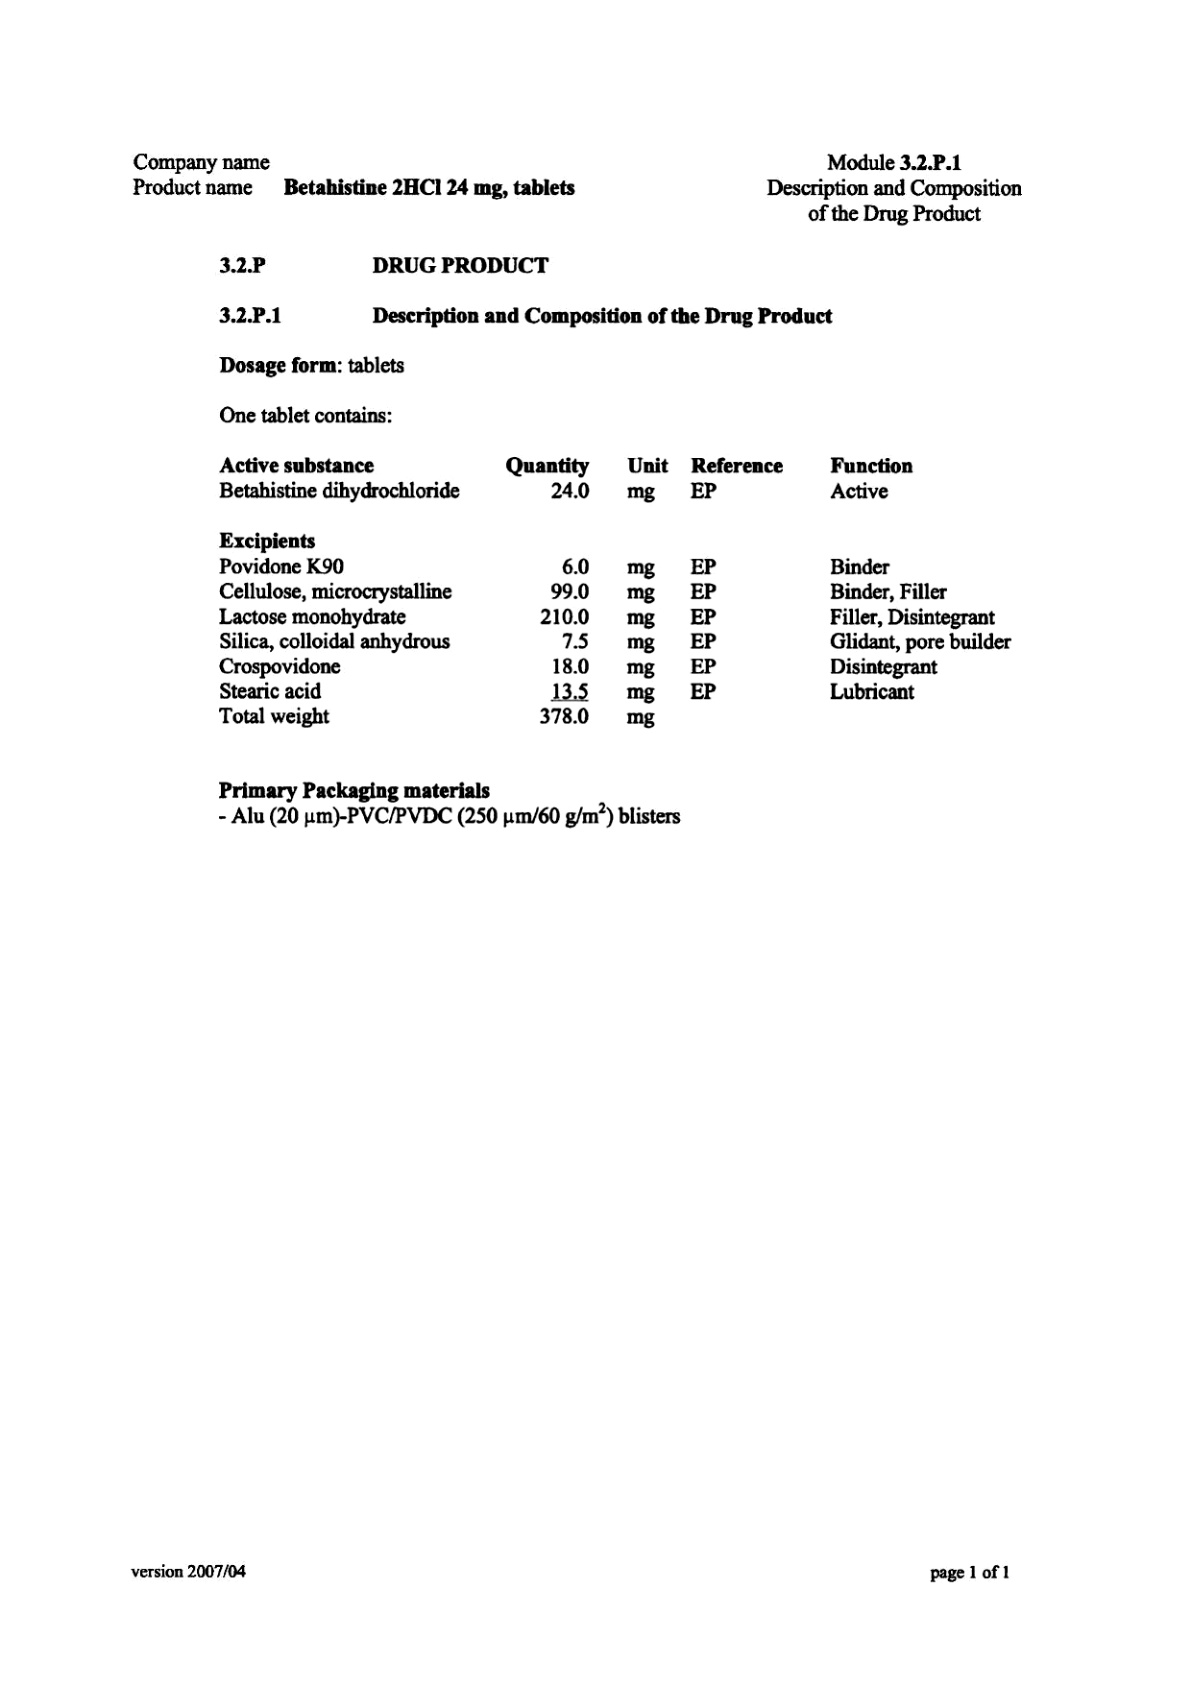 Company name Module 3.2.P.1
Product name Betahistine 2HCl 24 mg, tablets Description and Composition
of the Drug Product
3.2.P DRUG PRODUCT
3.2.P.1 Description and Composition of the Drug Product
Dosage form: tablets
One tablet contains:
Active substance Quantity Unit Reference Function
Betahistine dihydrochloride 24.0 mg EP Active
Excipients
Povidone K90 6.0 mg EP Binder
Cellulose, microcrystalline 99.0 mg EP Binder, Filler
Lactose monohydrate 210.0 mg EP Filler, Disintegrant
Silica, colloidal anhydrous 7.5 mg EP Glidant, pore builder
Crospovidone 18.0 mg EP Disintegrant
Stearic acid 13.5 mg EP Lubricant
Total weight 378.0 mg
Primary Packaging materials
- Alu (20 µm)-PVC/PVDC (250 µm/60 g/m²) blisters
version 2007/04 page 1 of 1